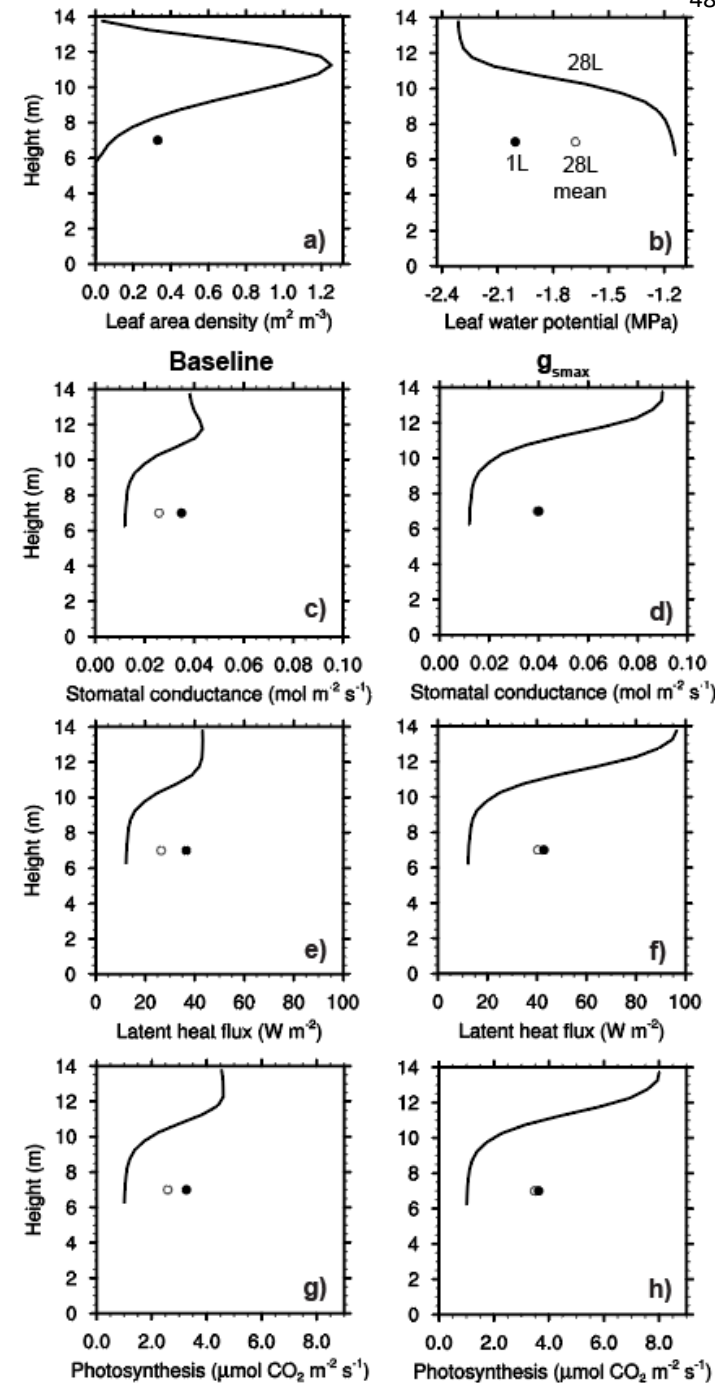 48
14
12
10
8
6
4
2
0
Height (m)
a)
0.0 0.2 0.4 0.6 0.8 1.0 1.2
Leaf area density (m² m⁻³)
14
12
10
8
6
4
2
0
28L
1L 28L
mean
b)
-2.4 -2.1 -1.8 -1.5 -1.2
Leaf water potential (MPa)
Baseline
14
12
10
8
6
4
2
0
Height (m)
c)
0.00 0.02 0.04 0.06 0.08 0.10
Stomatal conductance (mol m⁻² s⁻¹)
gsmax
14
12
10
8
6
4
2
0
d)
0.00 0.02 0.04 0.06 0.08 0.10
Stomatal conductance (mol m⁻² s⁻¹)
14
12
10
8
6
4
2
0
Height (m)
e)
0 20 40 60 80 100
Latent heat flux (W m⁻²)
14
12
10
8
6
4
2
0
f)
0 20 40 60 80 100
Latent heat flux (W m⁻²)
14
12
10
8
6
4
2
0
Height (m)
g)
0.0 2.0 4.0 6.0 8.0
Photosynthesis (μmol CO₂ m⁻² s⁻¹)
14
12
10
8
6
4
2
0
h)
0.0 2.0 4.0 6.0 8.0
Photosynthesis (μmol CO₂ m⁻² s⁻¹)